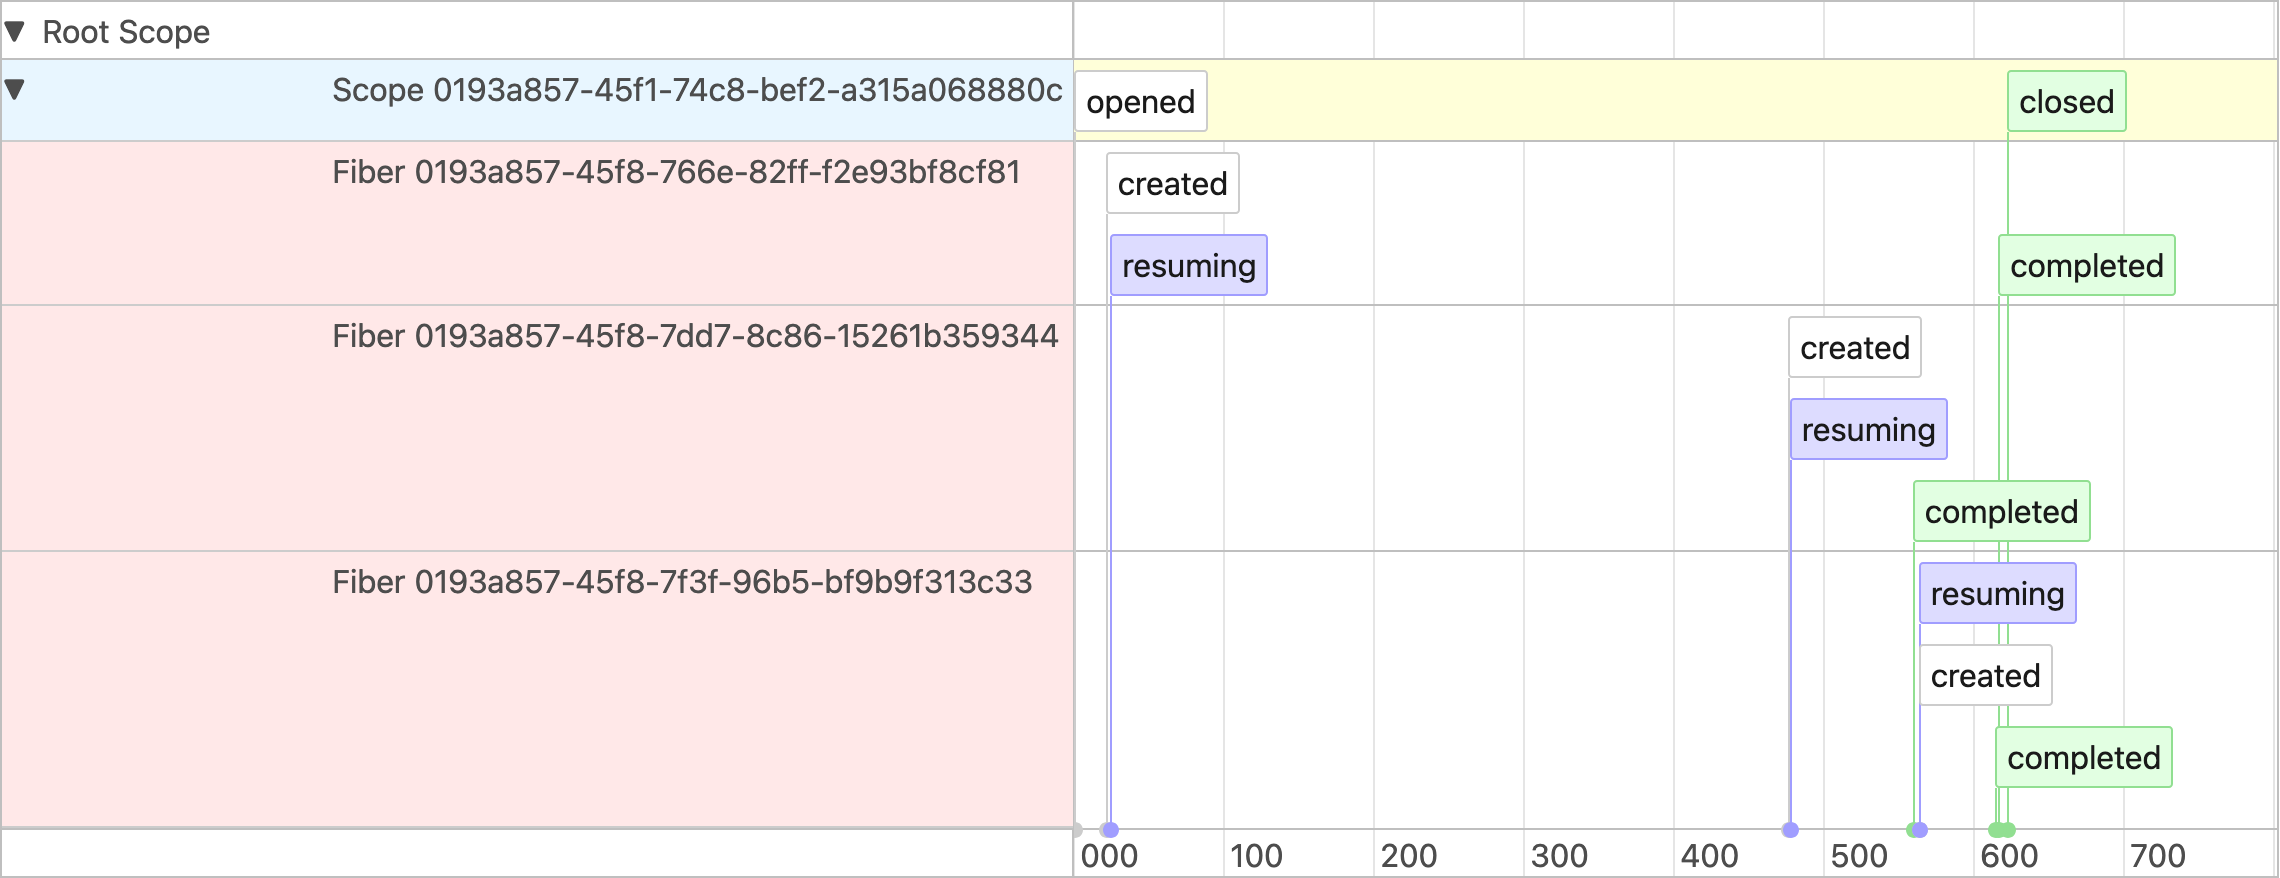 Root Scope
Scope 0193a857-45f1-74c8-bef2-a315a068880c
opened
closed
Fiber 0193a857-45f8-766e-82ff-f2e93bf8cf81
created
resuming
completed
Fiber 0193a857-45f8-7dd7-8c86-15261b359344
created
resuming
completed
Fiber 0193a857-45f8-7f3f-96b5-bf9b9f313c33
resuming
created
completed
000 100 200 300 400 500 600 700